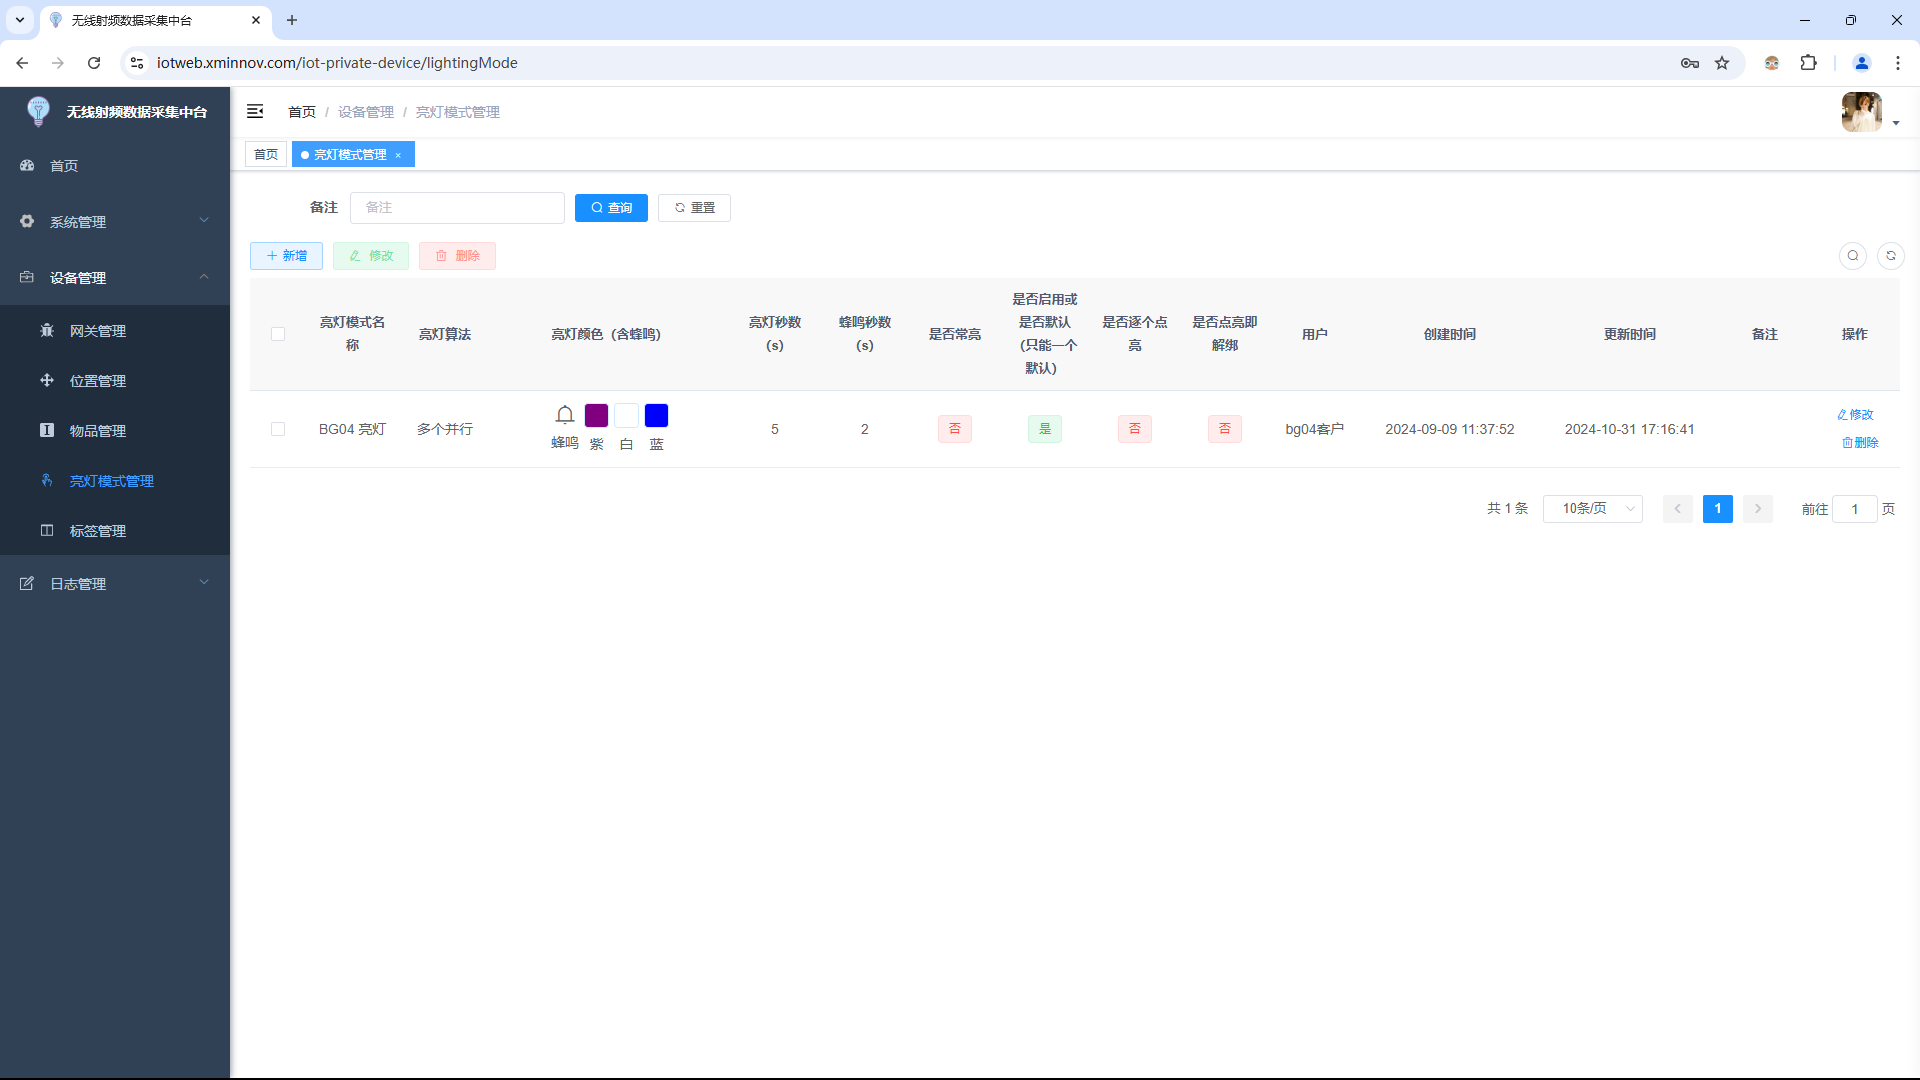 无线射频数据采集中台
iotweb.xminnov.com/iot-private-device/lightingMode
无线射频数据采集中台
首页 / 设备管理 / 亮灯模式管理
首页
亮灯模式管理 ×
首页
系统管理
设备管理
网关管理
位置管理
物品管理
亮灯模式管理
标签管理
日志管理
备注 备注 查询 重置
新增 修改 删除
亮灯模式名
称
亮灯算法
亮灯颜色（含蜂鸣)
亮灯秒数
(s)
蜂鸣秒数
(s)
是否常亮
是否启用或
是否默认
(只能一个
默认)
是否逐个点
亮
是否点亮即
解绑
用户
创建时间
更新时间
备注
操作
BG04 亮灯
多个并行
蜂鸣 紫 白 蓝
5
2
否
是
否
否
bg04客户
2024-09-09 11:37:52
2024-10-31 17:16:41
修改
删除
共 1 条 10条/页 1 前往 1 页